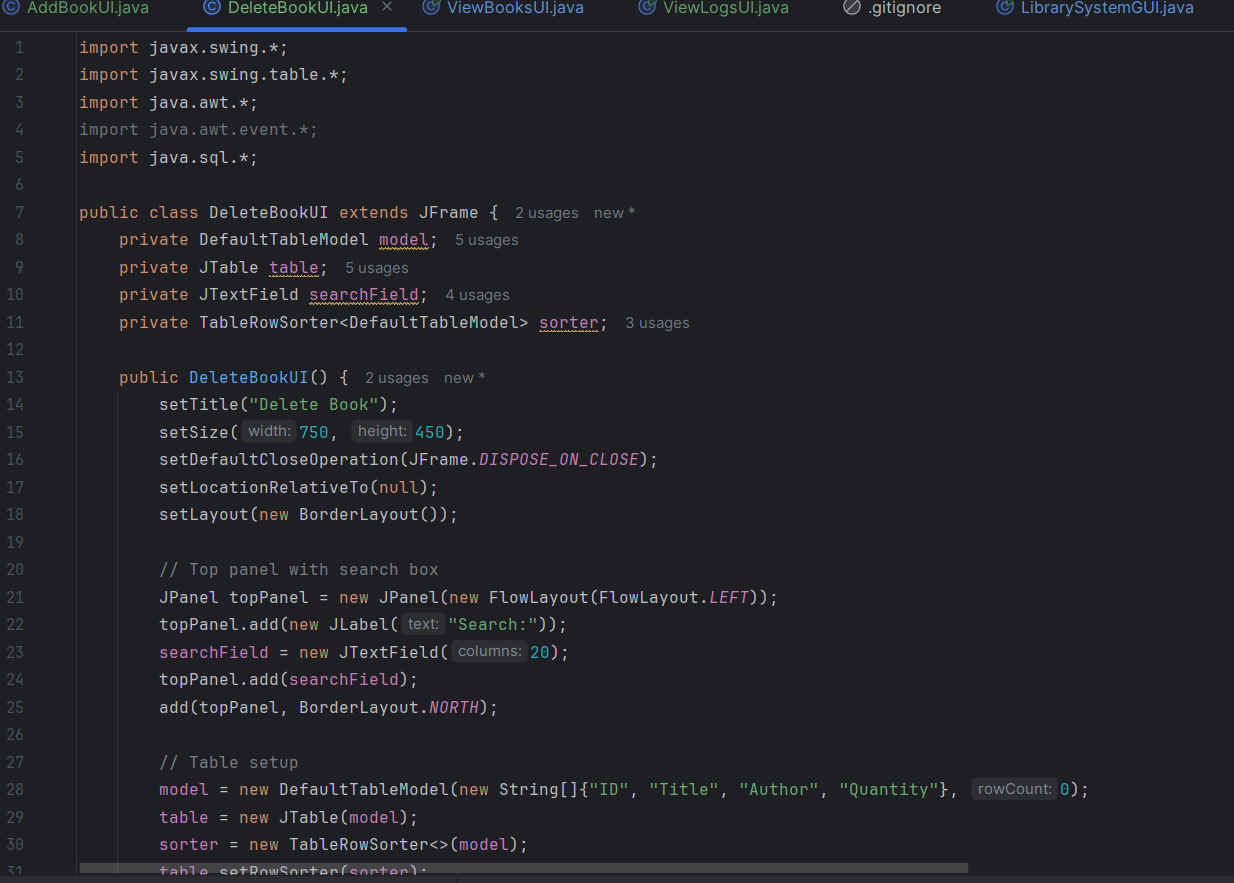 AddBookUI.java DeleteBookUI.java ViewBooksUI.java ViewLogsUI.java .gitignore LibrarySystemGUI.java
1 import javax.swing.*;
2 import javax.swing.table.*;
3 import java.awt.*;
4 import java.awt.event.*;
5 import java.sql.*;
6
7 public class DeleteBookUI extends JFrame { 2 usages new *
8 private DefaultTableModel model; 5 usages
9 private JTable table; 5 usages
10 private JTextField searchField; 4 usages
11 private TableRowSorter<DefaultTableModel> sorter; 3 usages
12
13 public DeleteBookUI() { 2 usages new *
14 setTitle("Delete Book");
15 setSize( width: 750, height: 450);
16 setDefaultCloseOperation(JFrame.DISPOSE_ON_CLOSE);
17 setLocationRelativeTo(null);
18 setLayout(new BorderLayout());
19
20 // Top panel with search box
21 JPanel topPanel = new JPanel(new FlowLayout(FlowLayout.LEFT));
22 topPanel.add(new JLabel( text: "Search:"));
23 searchField = new JTextField( columns: 20);
24 topPanel.add(searchField);
25 add(topPanel, BorderLayout.NORTH);
26
27 // Table setup
28 model = new DefaultTableModel(new String[]{"ID", "Title", "Author", "Quantity"}, rowCount: 0);
29 table = new JTable(model);
30 sorter = new TableRowSorter<>(model);
31 table.setRowSorter(sorter);